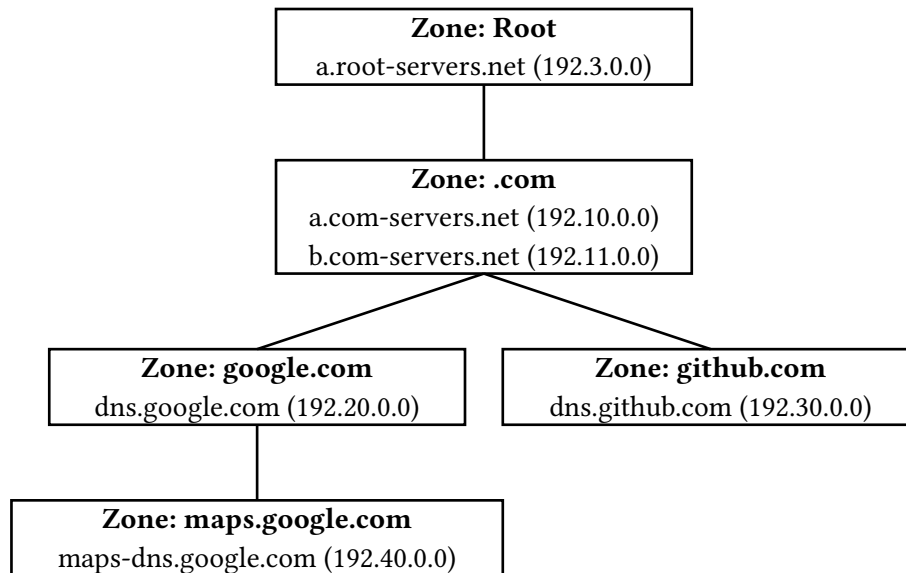 Zone: Root
a.root-servers.net (192.3.0.0)
Zone: .com
a.com-servers.net (192.10.0.0)
b.com-servers.net (192.11.0.0)
Zone: google.com
dns.google.com (192.20.0.0)
Zone: github.com
dns.github.com (192.30.0.0)
Zone: maps.google.com
maps-dns.google.com (192.40.0.0)